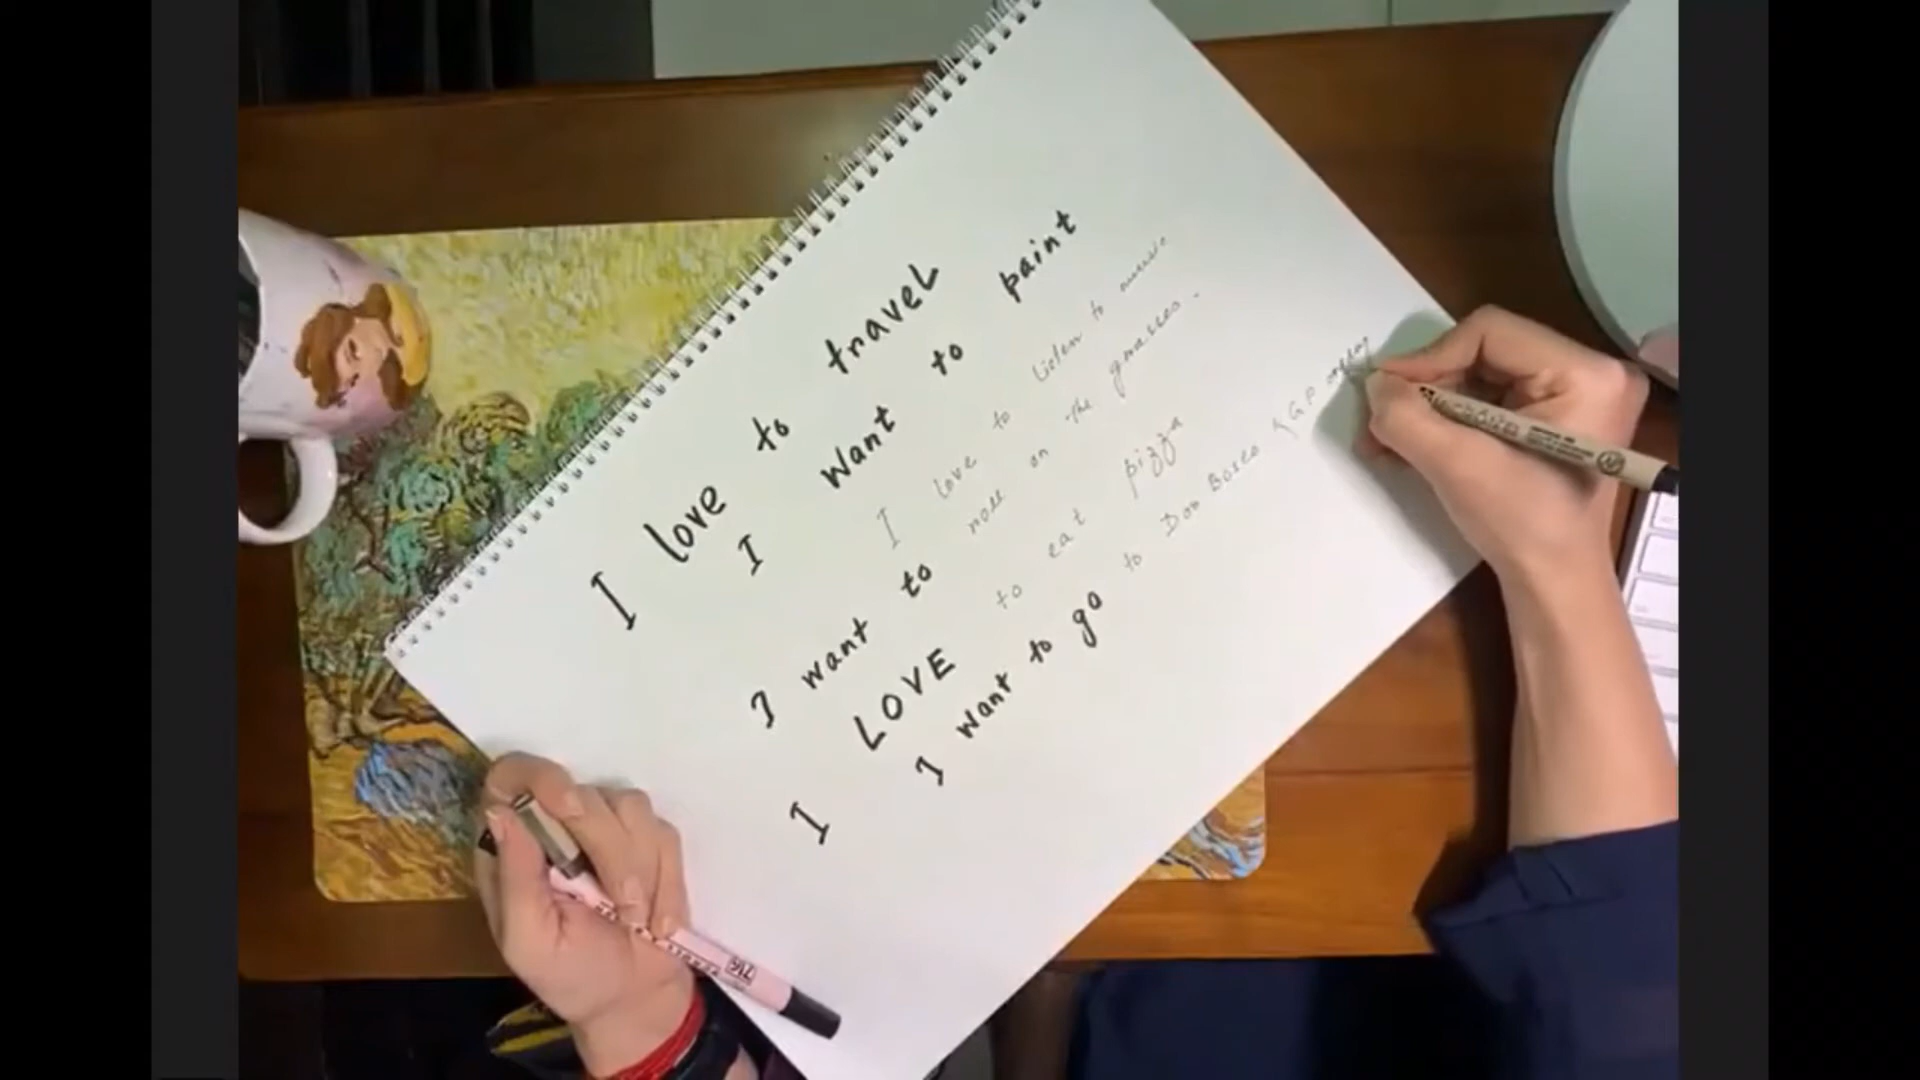 I love to travel
I want to paint
I love to listen to music
I want to roll on the grasses.
I LOVE to eat pizza
I want to go to Don Bosco